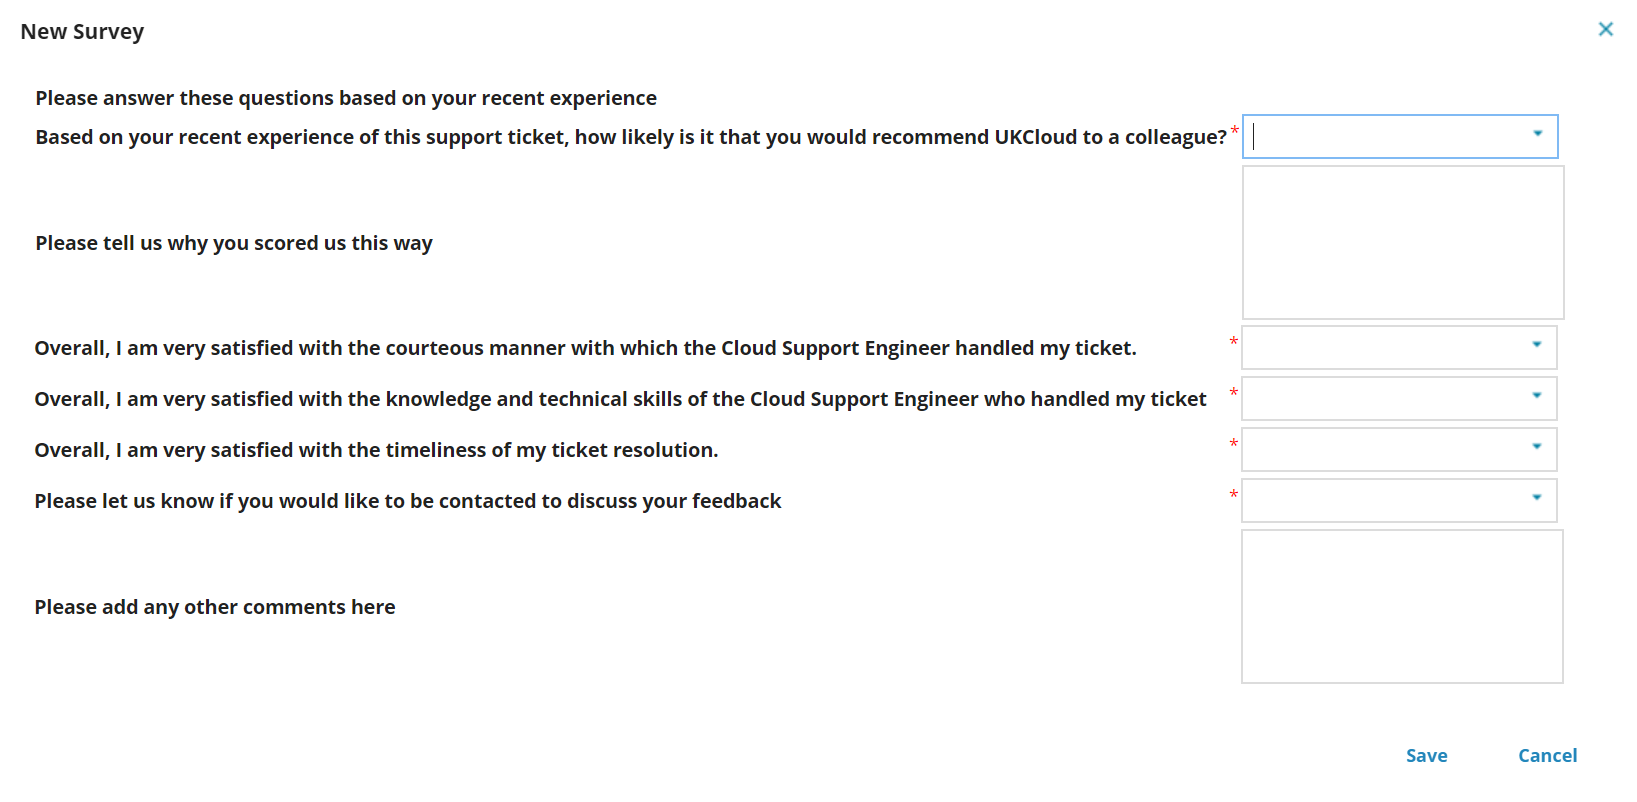 New Survey
Please answer these questions based on your recent experience
Based on your recent experience of this support ticket, how likely is it that you would recommend UKCloud to a colleague? *
Please tell us why you scored us this way
Overall, I am very satisfied with the courteous manner with which the Cloud Support Engineer handled my ticket. *
Overall, I am very satisfied with the knowledge and technical skills of the Cloud Support Engineer who handled my ticket *
Overall, I am very satisfied with the timeliness of my ticket resolution. *
Please let us know if you would like to be contacted to discuss your feedback *
Please add any other comments here
Save Cancel